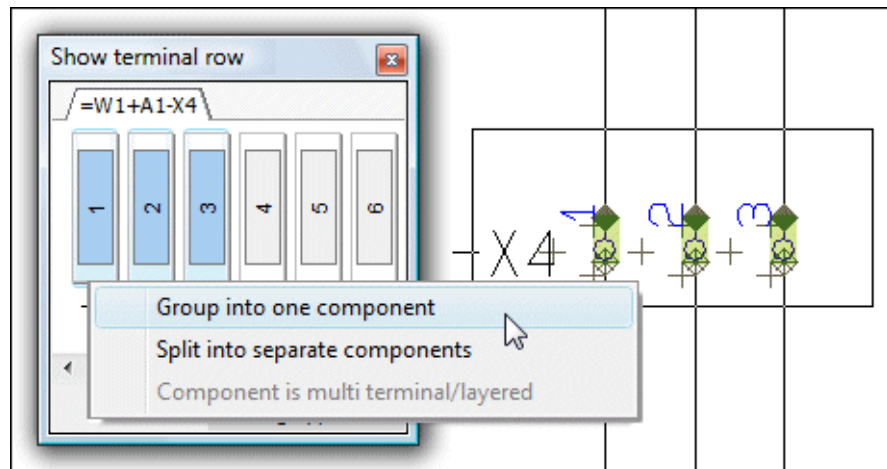 Show terminal row
=W1+A1-X4
1 2 3 4 5 6
X4 1 2 3
Group into one component
Split into separate components
Component is multi terminal/layered